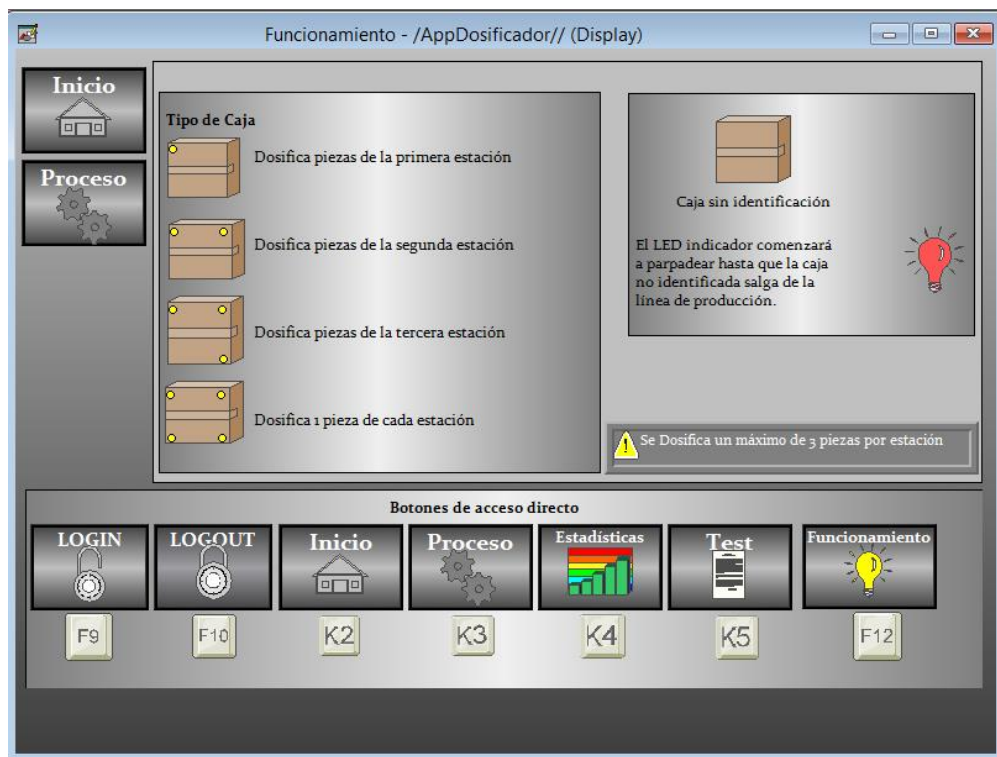 Funcionamiento - /AppDosificador// (Display)
Inicio
Proceso
Tipo de Caja
Dosifica piezas de la primera estación
Dosifica piezas de la segunda estación
Dosifica piezas de la tercera estación
Dosifica 1 pieza de cada estación
Caja sin identificación
El LED indicador comenzará
a parpadear hasta que la caja
no identificada salga de la
línea de producción.
Se Dosifica un máximo de 3 piezas por estación
Botones de acceso directo
LOGIN
LOGOUT
Inicio
Proceso
Estadísticas
Test
Funcionamiento
F9
F10
K2
K3
K4
K5
F12